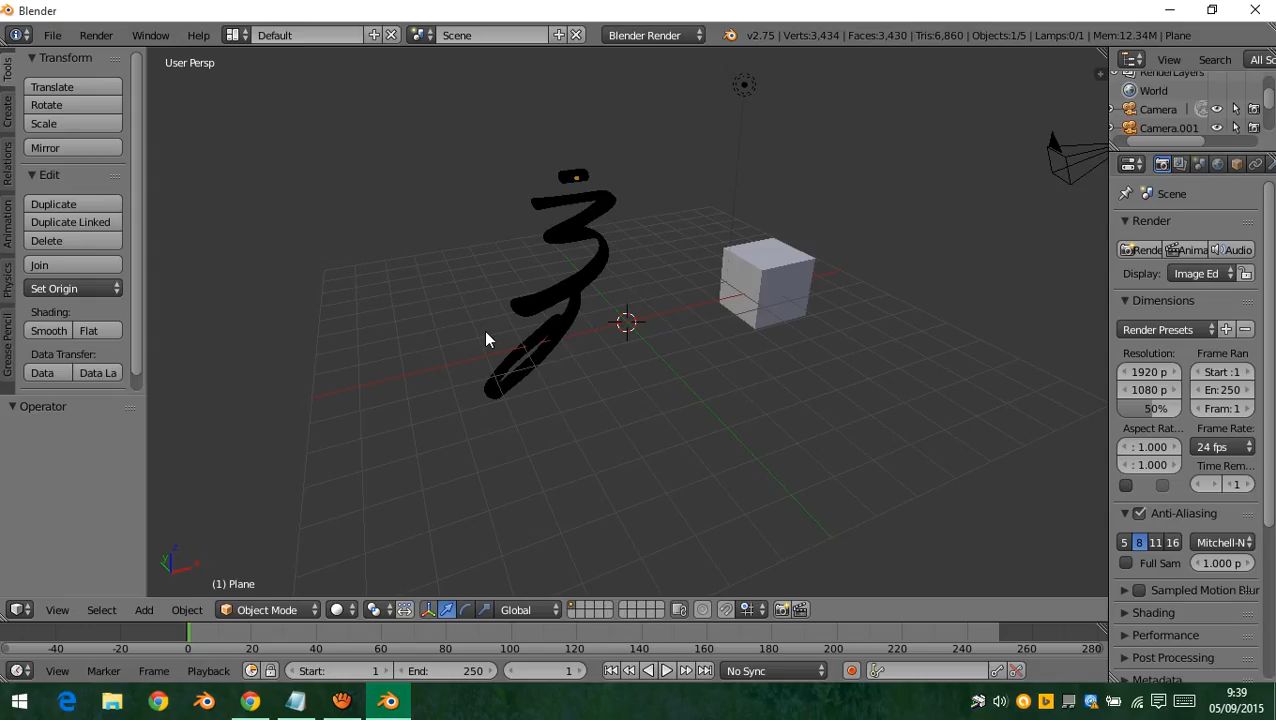 Blender
File Render Window Help Default Scene Blender Render v2.75 | Verts:3,434 | Faces:3,430 | Tris:6,860 | Objects:1/5 | Lamps:0/1 | Mem:12.34M | Plane
Transform
Translate
Rotate
Scale
Mirror
Edit
Duplicate
Duplicate Linked
Delete
Join
Set Origin
Shading:
Smooth Flat
Data Transfer:
Data Data La
Operator
Tools
Create
Relations
Animation
Physics
Grease Pencil
User Persp
z
y
x
(1) Plane
View Search All Sc
RenderLayers
World
Camera
Camera.001
Scene
Render
Rende Anima Audio
Display: Image Ed
Dimensions
Render Presets
Resolution: Frame Ran
1920 p Start :1
1080 p En: 250
50% Fram: 1
Aspect Rat... Frame Rate:
: 1.000 24 fps
: 1.000 Time Rem...
1
Anti-Aliasing
5 8 11 16 Mitchell-N
Full Sam 1.000 p
Sampled Motion Blur
Shading
Performance
Post Processing
Metadata
View Select Add Object Object Mode Global
-40 -20 0 20 40 60 80 100 120 140 160 180 200 220 240 260 280
View Marker Frame Playback Start: 1 End: 250 1 No Sync
9:39
05/09/2015